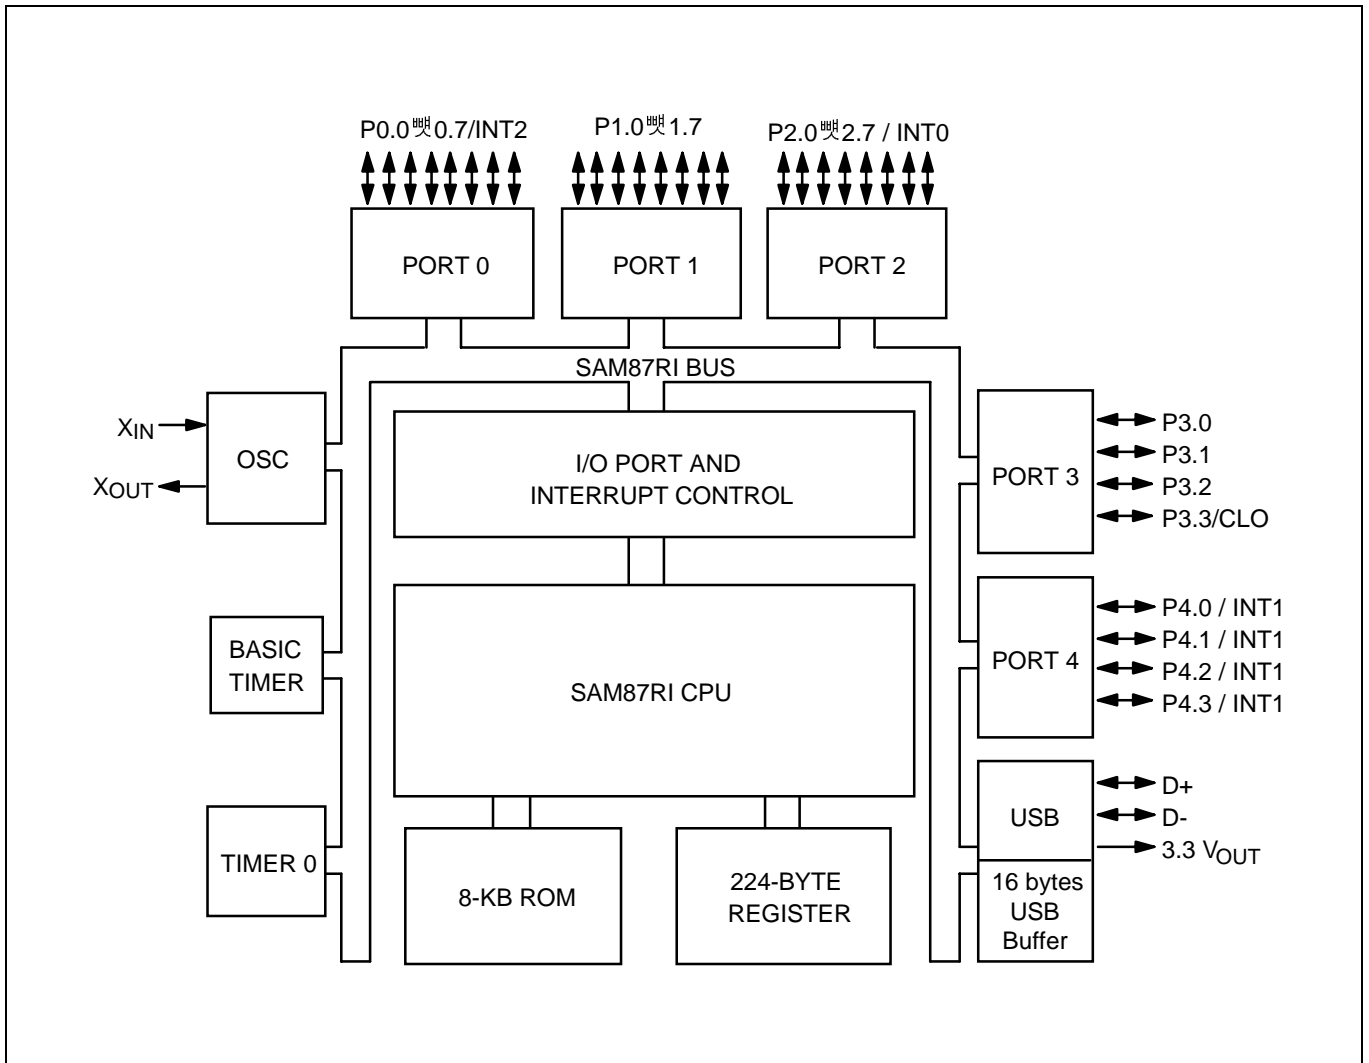 P0.0뺷0.7/INT2
P1.0뺷1.7
P2.0뺷2.7 / INT0
PORT 0
PORT 1
PORT 2
SAM87RI BUS
XIN
XOUT
OSC
I/O PORT AND
INTERRUPT CONTROL
PORT 3
P3.0
P3.1
P3.2
P3.3/CLO
BASIC
TIMER
SAM87RI CPU
PORT 4
P4.0 / INT1
P4.1 / INT1
P4.2 / INT1
P4.3 / INT1
TIMER 0
8-KB ROM
224-BYTE
REGISTER
USB
D+
D-
3.3 VOUT
16 bytes
USB
Buffer